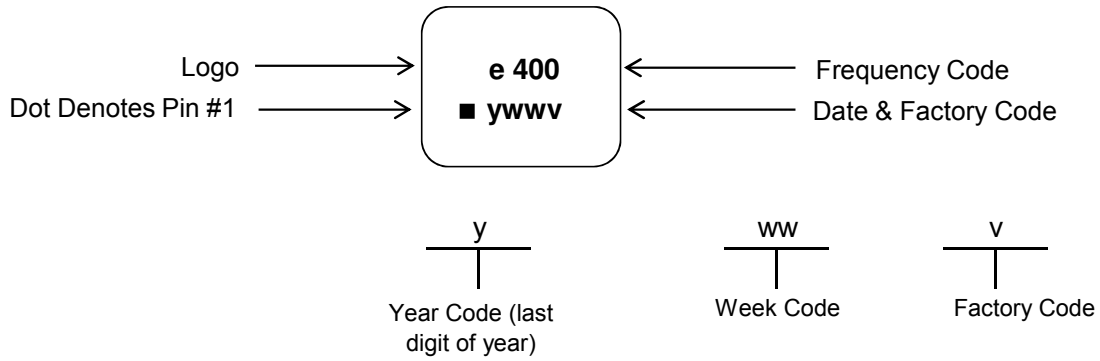 Logo
e 400
Frequency Code
Dot Denotes Pin #1
■ ywwv
Date & Factory Code
y
ww
v
Year Code (last
digit of year)
Week Code
Factory Code